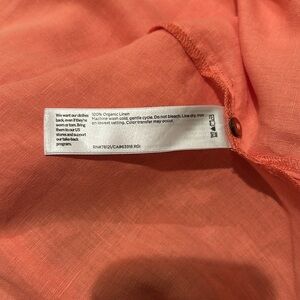 We want our clothes
back, even if they're
worn or torn. Bring
them to our US
stores and support
our take back
program.
100% Organic Linen
Machine wash cold, gentle cycle. Do not bleach. Line dry. Iron
on lowest setting. Color transfer may occur.